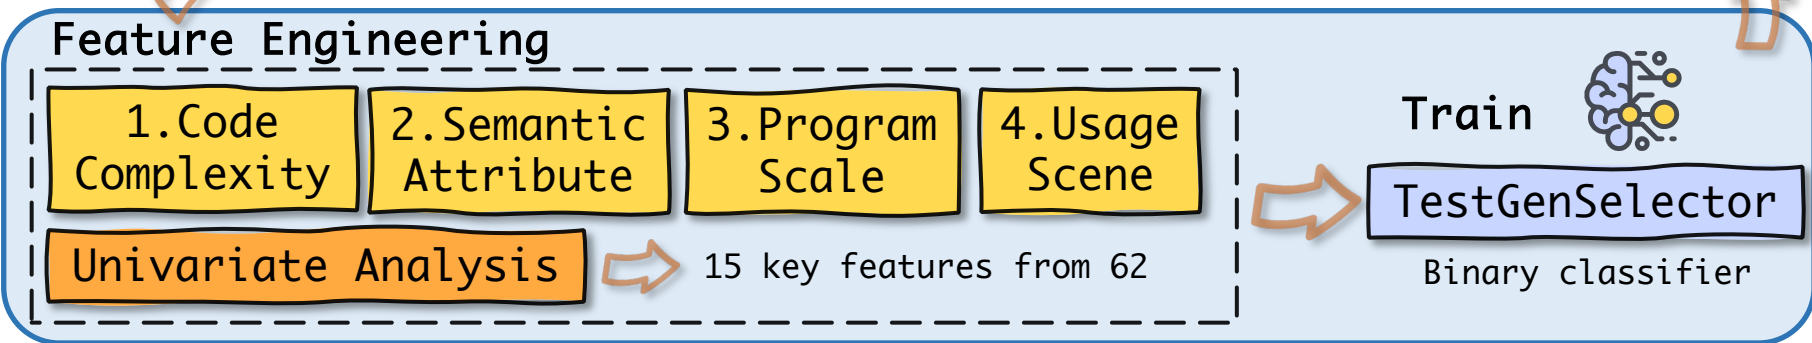 Feature Engineering
1.Code
Complexity
2.Semantic
Attribute
3.Program
Scale
4.Usage
Scene
Univariate Analysis
15 key features from 62
Train
TestGenSelector
Binary classifier